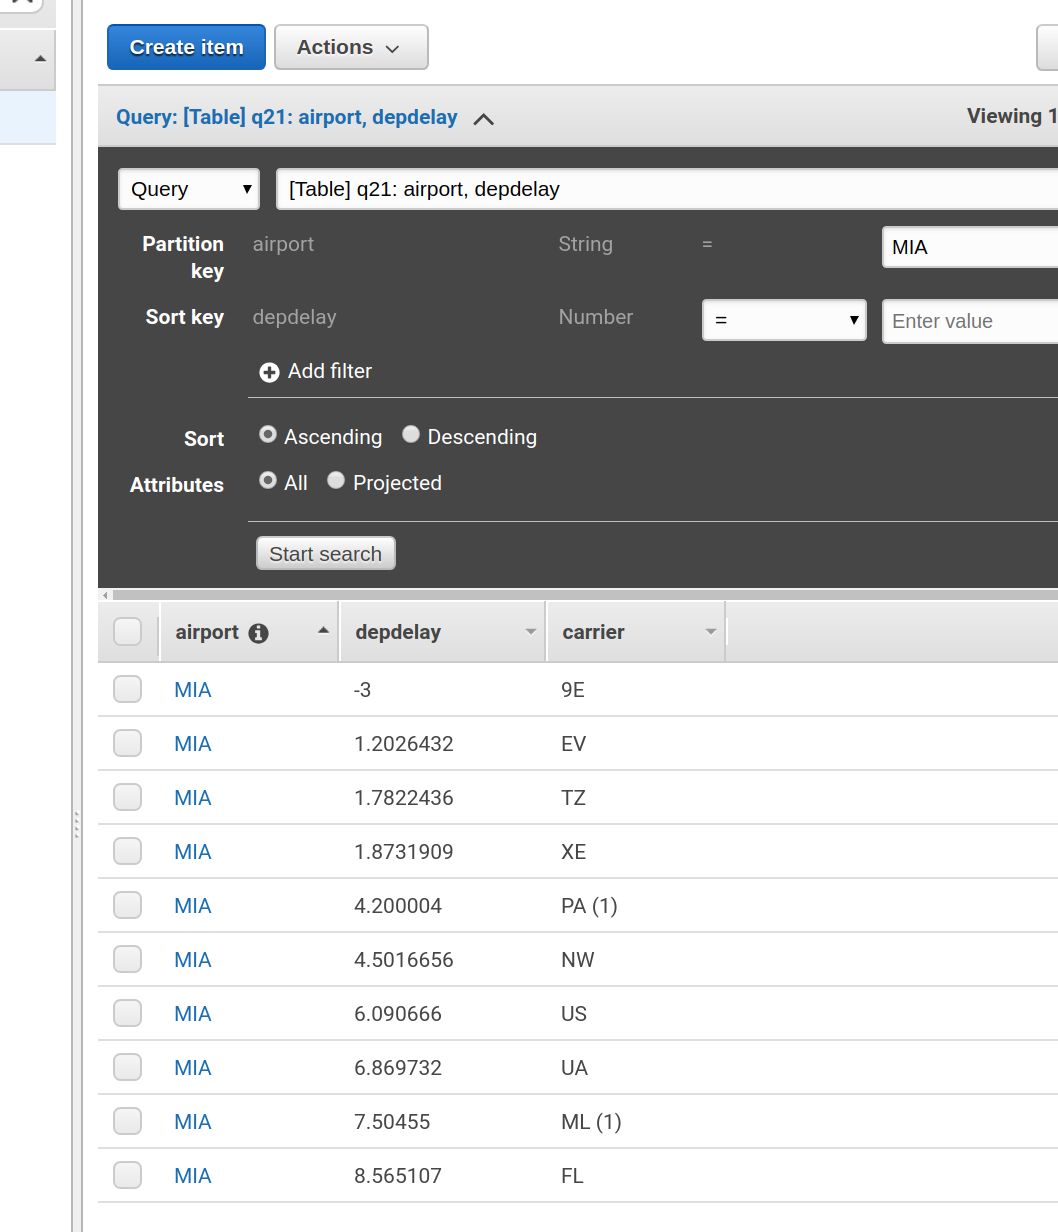 Create item Actions
Query: [Table] q21: airport, depdelay Viewing 1
Query [Table] q21: airport, depdelay
Partition key airport String = MIA
Sort key depdelay Number = Enter value
Add filter
Sort Ascending Descending
Attributes All Projected
Start search
airport depdelay carrier
MIA -3 9E
MIA 1.2026432 EV
MIA 1.7822436 TZ
MIA 1.8731909 XE
MIA 4.200004 PA (1)
MIA 4.5016656 NW
MIA 6.090666 US
MIA 6.869732 UA
MIA 7.50455 ML (1)
MIA 8.565107 FL